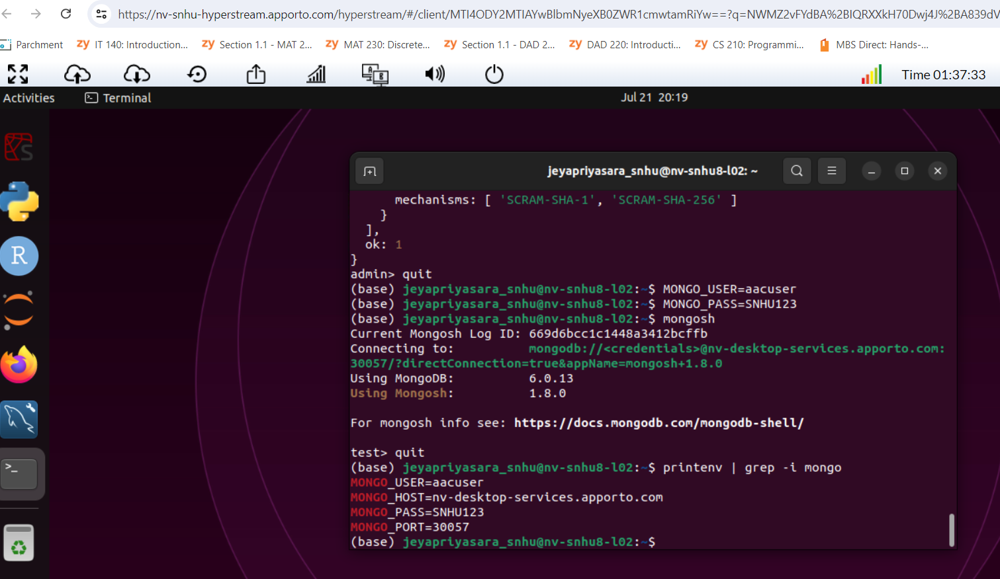 https://nv-snhu-hyperstream.apporto.com/hyperstream/#/client/MTI4ODY2MTIAYwBlbmNyeXB0ZWR1cmwtamRiYw==?q=NWMZ2vFYdBA%2BIQRXXkH70Dwj4J%2BA839dV
Parchment zy IT 140: Introduction... zy Section 1.1 - MAT 2... zy MAT 230: Discrete... zy Section 1.1 - DAD 2... zy DAD 220: Introducti... zy CS 210: Programmi... MBS Direct: Hands-...
A B Time 01:37:33
Activities Terminal Jul 21 20:19
S
R
jeyapriyasara_snhu@nv-snhu8-l02: ~
mechanisms: [ 'SCRAM-SHA-1', 'SCRAM-SHA-256' ]
}
],
ok: 1
}
admin> quit
(base) jeyapriyasara_snhu@nv-snhu8-l02:~$ MONGO_USER=aacuser
(base) jeyapriyasara_snhu@nv-snhu8-l02:~$ MONGO_PASS=SNHU123
(base) jeyapriyasara_snhu@nv-snhu8-l02:~$ mongosh
Current Mongosh Log ID: 669d6bcc1c1448a3412bcffb
Connecting to: mongodb://<credentials>@nv-desktop-services.apporto.com:
30057/?directConnection=true&appName=mongosh+1.8.0
Using MongoDB: 6.0.13
Using Mongosh: 1.8.0
For mongosh info see: https://docs.mongodb.com/mongodb-shell/
test> quit
(base) jeyapriyasara_snhu@nv-snhu8-l02:~$ printenv | grep -i mongo
MONGO_USER=aacuser
MONGO_HOST=nv-desktop-services.apporto.com
MONGO_PASS=SNHU123
MONGO_PORT=30057
(base) jeyapriyasara_snhu@nv-snhu8-l02:~$